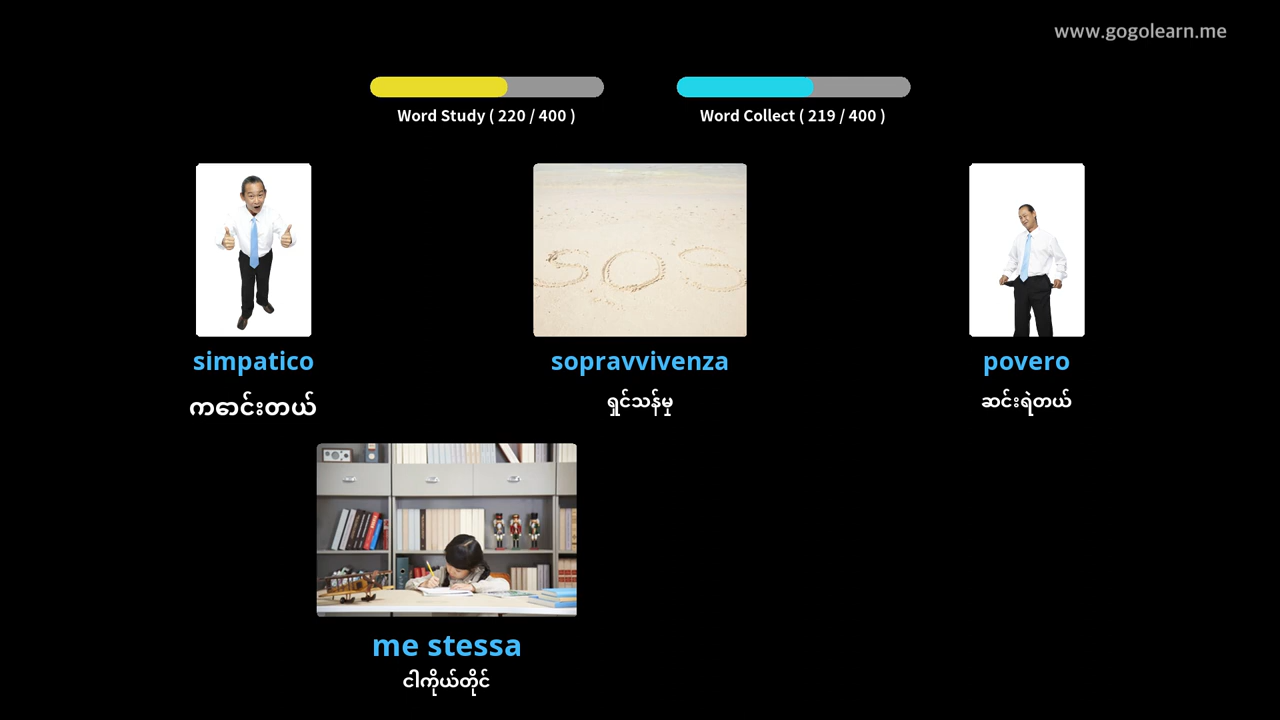 www.gogolearn.me
Word Study ( 220 / 400 )
Word Collect ( 219 / 400 )
simpatico
sopravvivenza
povero
ကောင်းတယ်
ရှင်သန်မှု
ဆင်းရဲတယ်
SOS
me stessa
ငါကိုယ်တိုင်